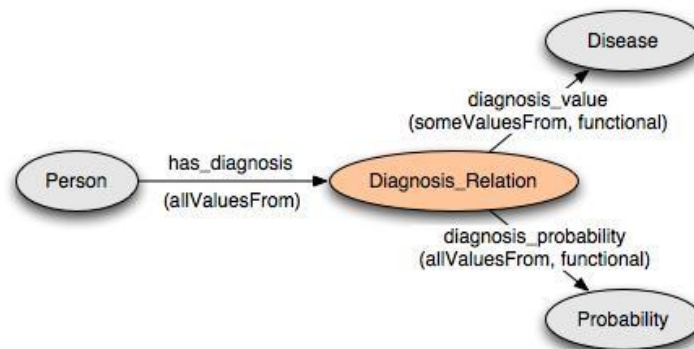 Disease
diagnosis_value
(someValuesFrom, functional)
has_diagnosis
Person
Diagnosis_Relation
(allValuesFrom)
diagnosis_probability
(allValuesFrom, functional)
Probability